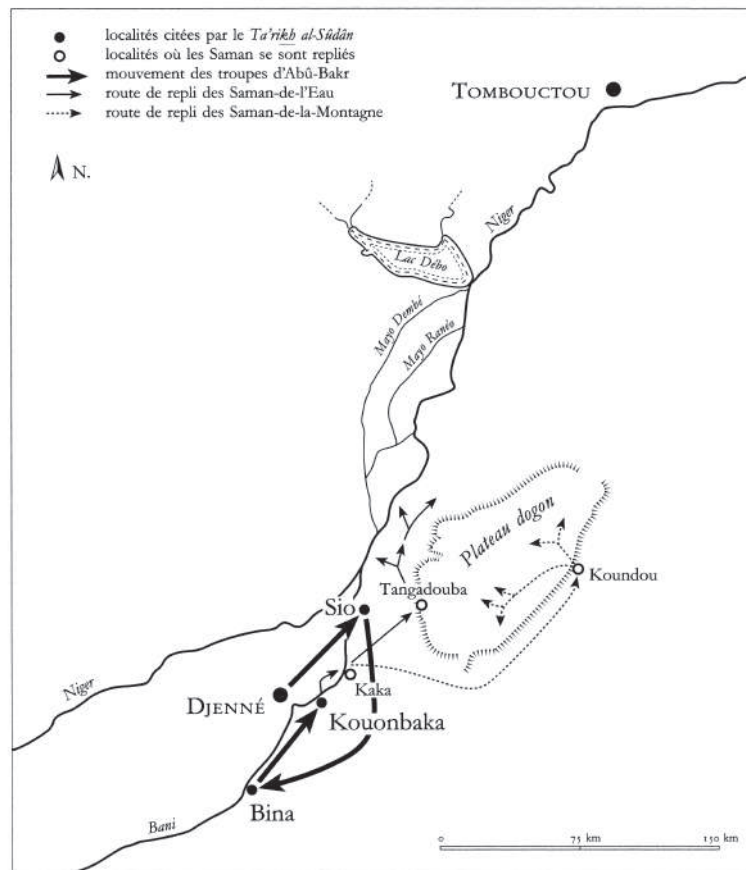 localités citées par le Ta'rikh al-Sûdân
localités où les Saman se sont repliés
mouvement des troupes d'Abû-Bakr
route de repli des Saman-de-l'Eau
route de repli des Saman-de-la-Montagne
N.
TOMBOUCTOU
Niger
Lac Débo
Mayo Dembé
Mayo Ranéo
Plateau dogon
Koundou
Tangadouba
Sio
Kaka
Niger
DJENNÉ
Kouonbaka
Bina
Bani
0 75 km 150 km